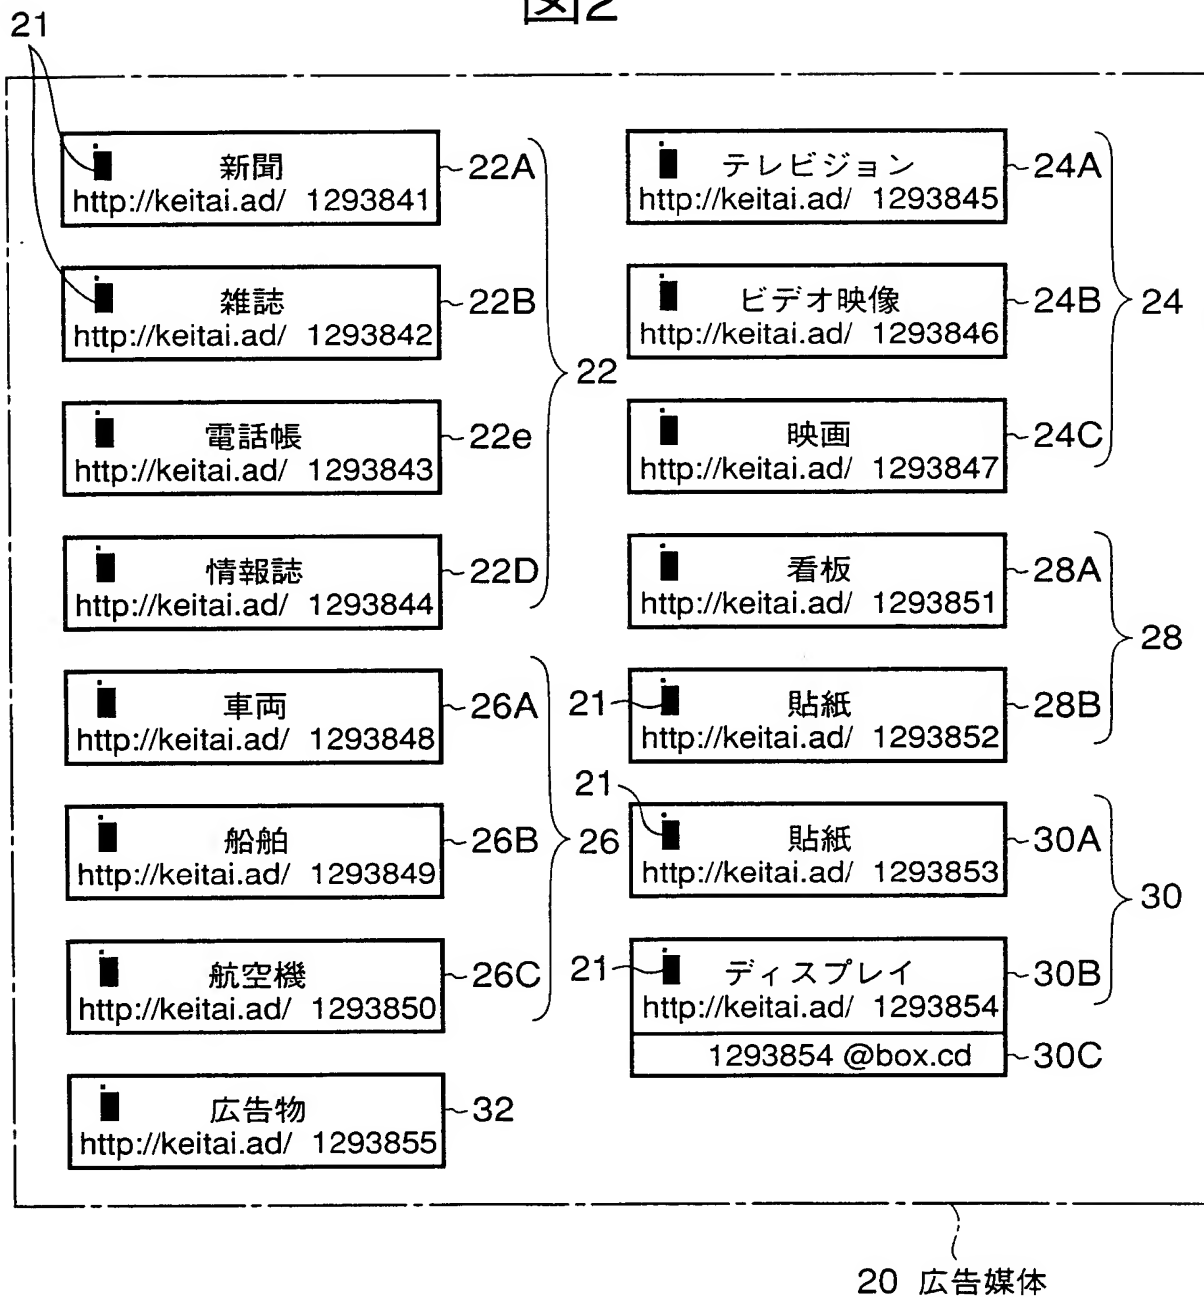 図2
21
新聞
http://keitai.ad/ 1293841
22A
雑誌
http://keitai.ad/ 1293842
22B
電話帳
http://keitai.ad/ 1293843
22e
情報誌
http://keitai.ad/ 1293844
22D
22
車両
http://keitai.ad/ 1293848
26A
船舶
http://keitai.ad/ 1293849
26B
航空機
http://keitai.ad/ 1293850
26C
26
広告物
http://keitai.ad/ 1293855
32
テレビジョン
http://keitai.ad/ 1293845
24A
ビデオ映像
http://keitai.ad/ 1293846
24B
映画
http://keitai.ad/ 1293847
24C
24
看板
http://keitai.ad/ 1293851
28A
21
貼紙
http://keitai.ad/ 1293852
28B
28
21
貼紙
http://keitai.ad/ 1293853
30A
21
ディスプレイ
http://keitai.ad/ 1293854
30B
1293854 @box.cd
30C
30
20 広告媒体